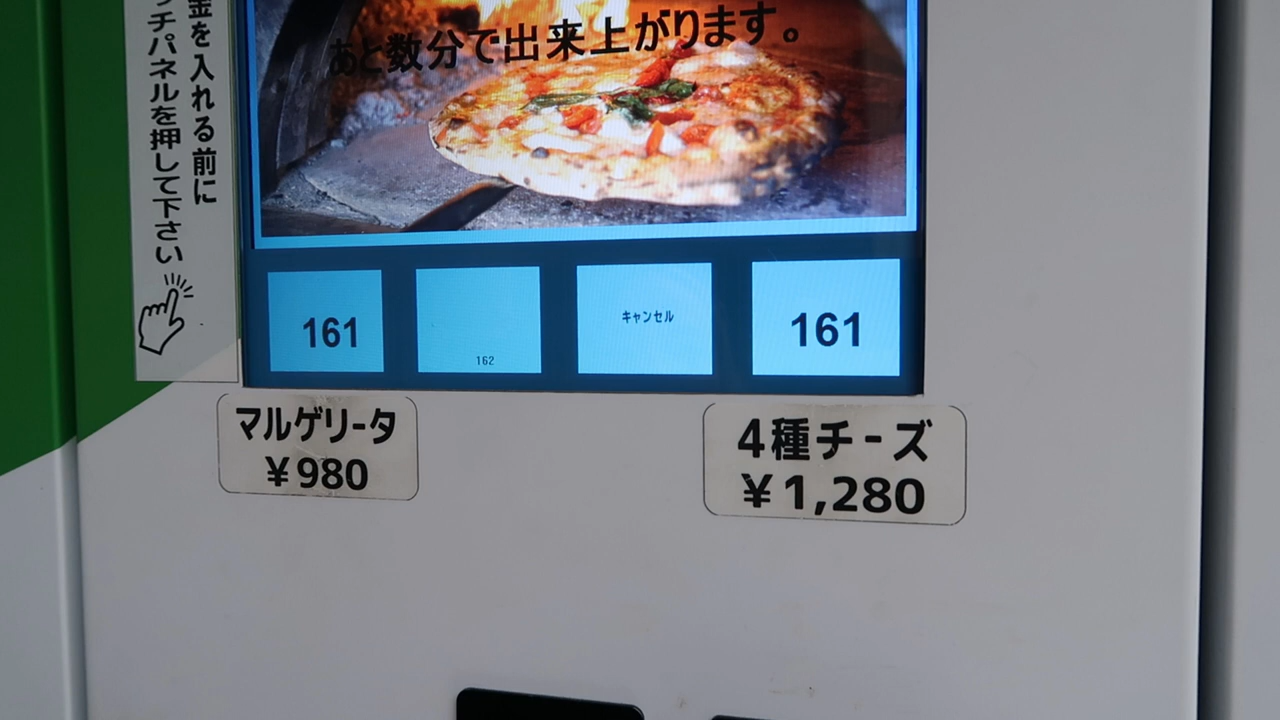 金を入れる前に
ッチパネルを押して下さい
あと数分で出来上がります。
161
162
キャンセル
161
マルゲリータ
¥980
4種チーズ
¥1,280